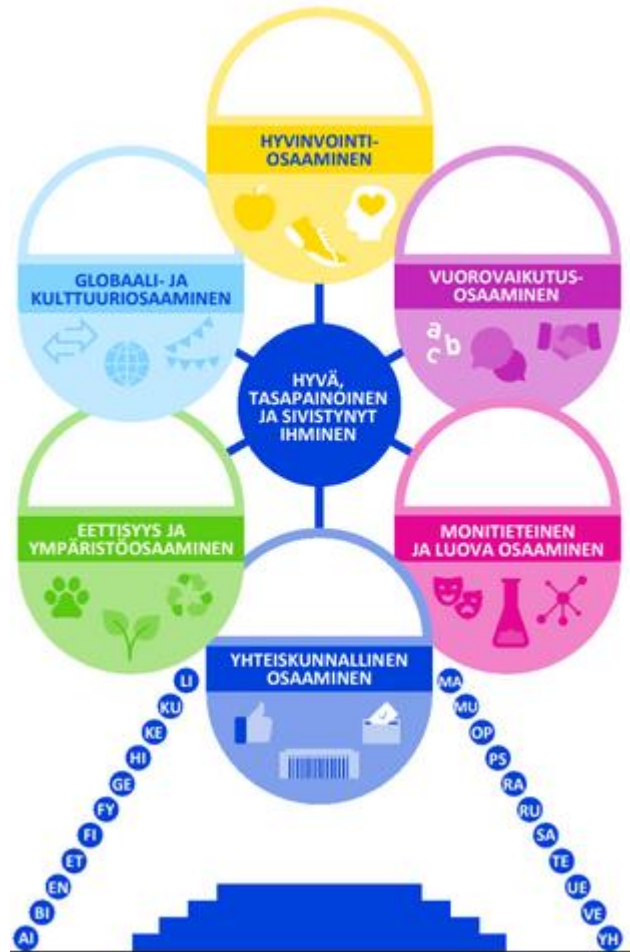 HYVINVOINTI-
OSAAMINEN
GLOBAALI- JA
KULTTUURIOSAAMINEN
VUOROVAIKUTUS-
OSAAMINEN
a
b
c
HYVÄ,
TASAPAINOINEN
JA SIVISTYNYT
IHMINEN
EETTISYYS JA
YMPÄRISTÖOSAAMINEN
MONITIETEINEN
JA LUOVA OSAAMINEN
YHTEISKUNNALLINEN
OSAAMINEN
LI
KU
KE
HI
GE
FY
FI
ET
EN
BI
AI
MA
MU
OP
PS
RA
RU
SA
TE
UE
VE
YH